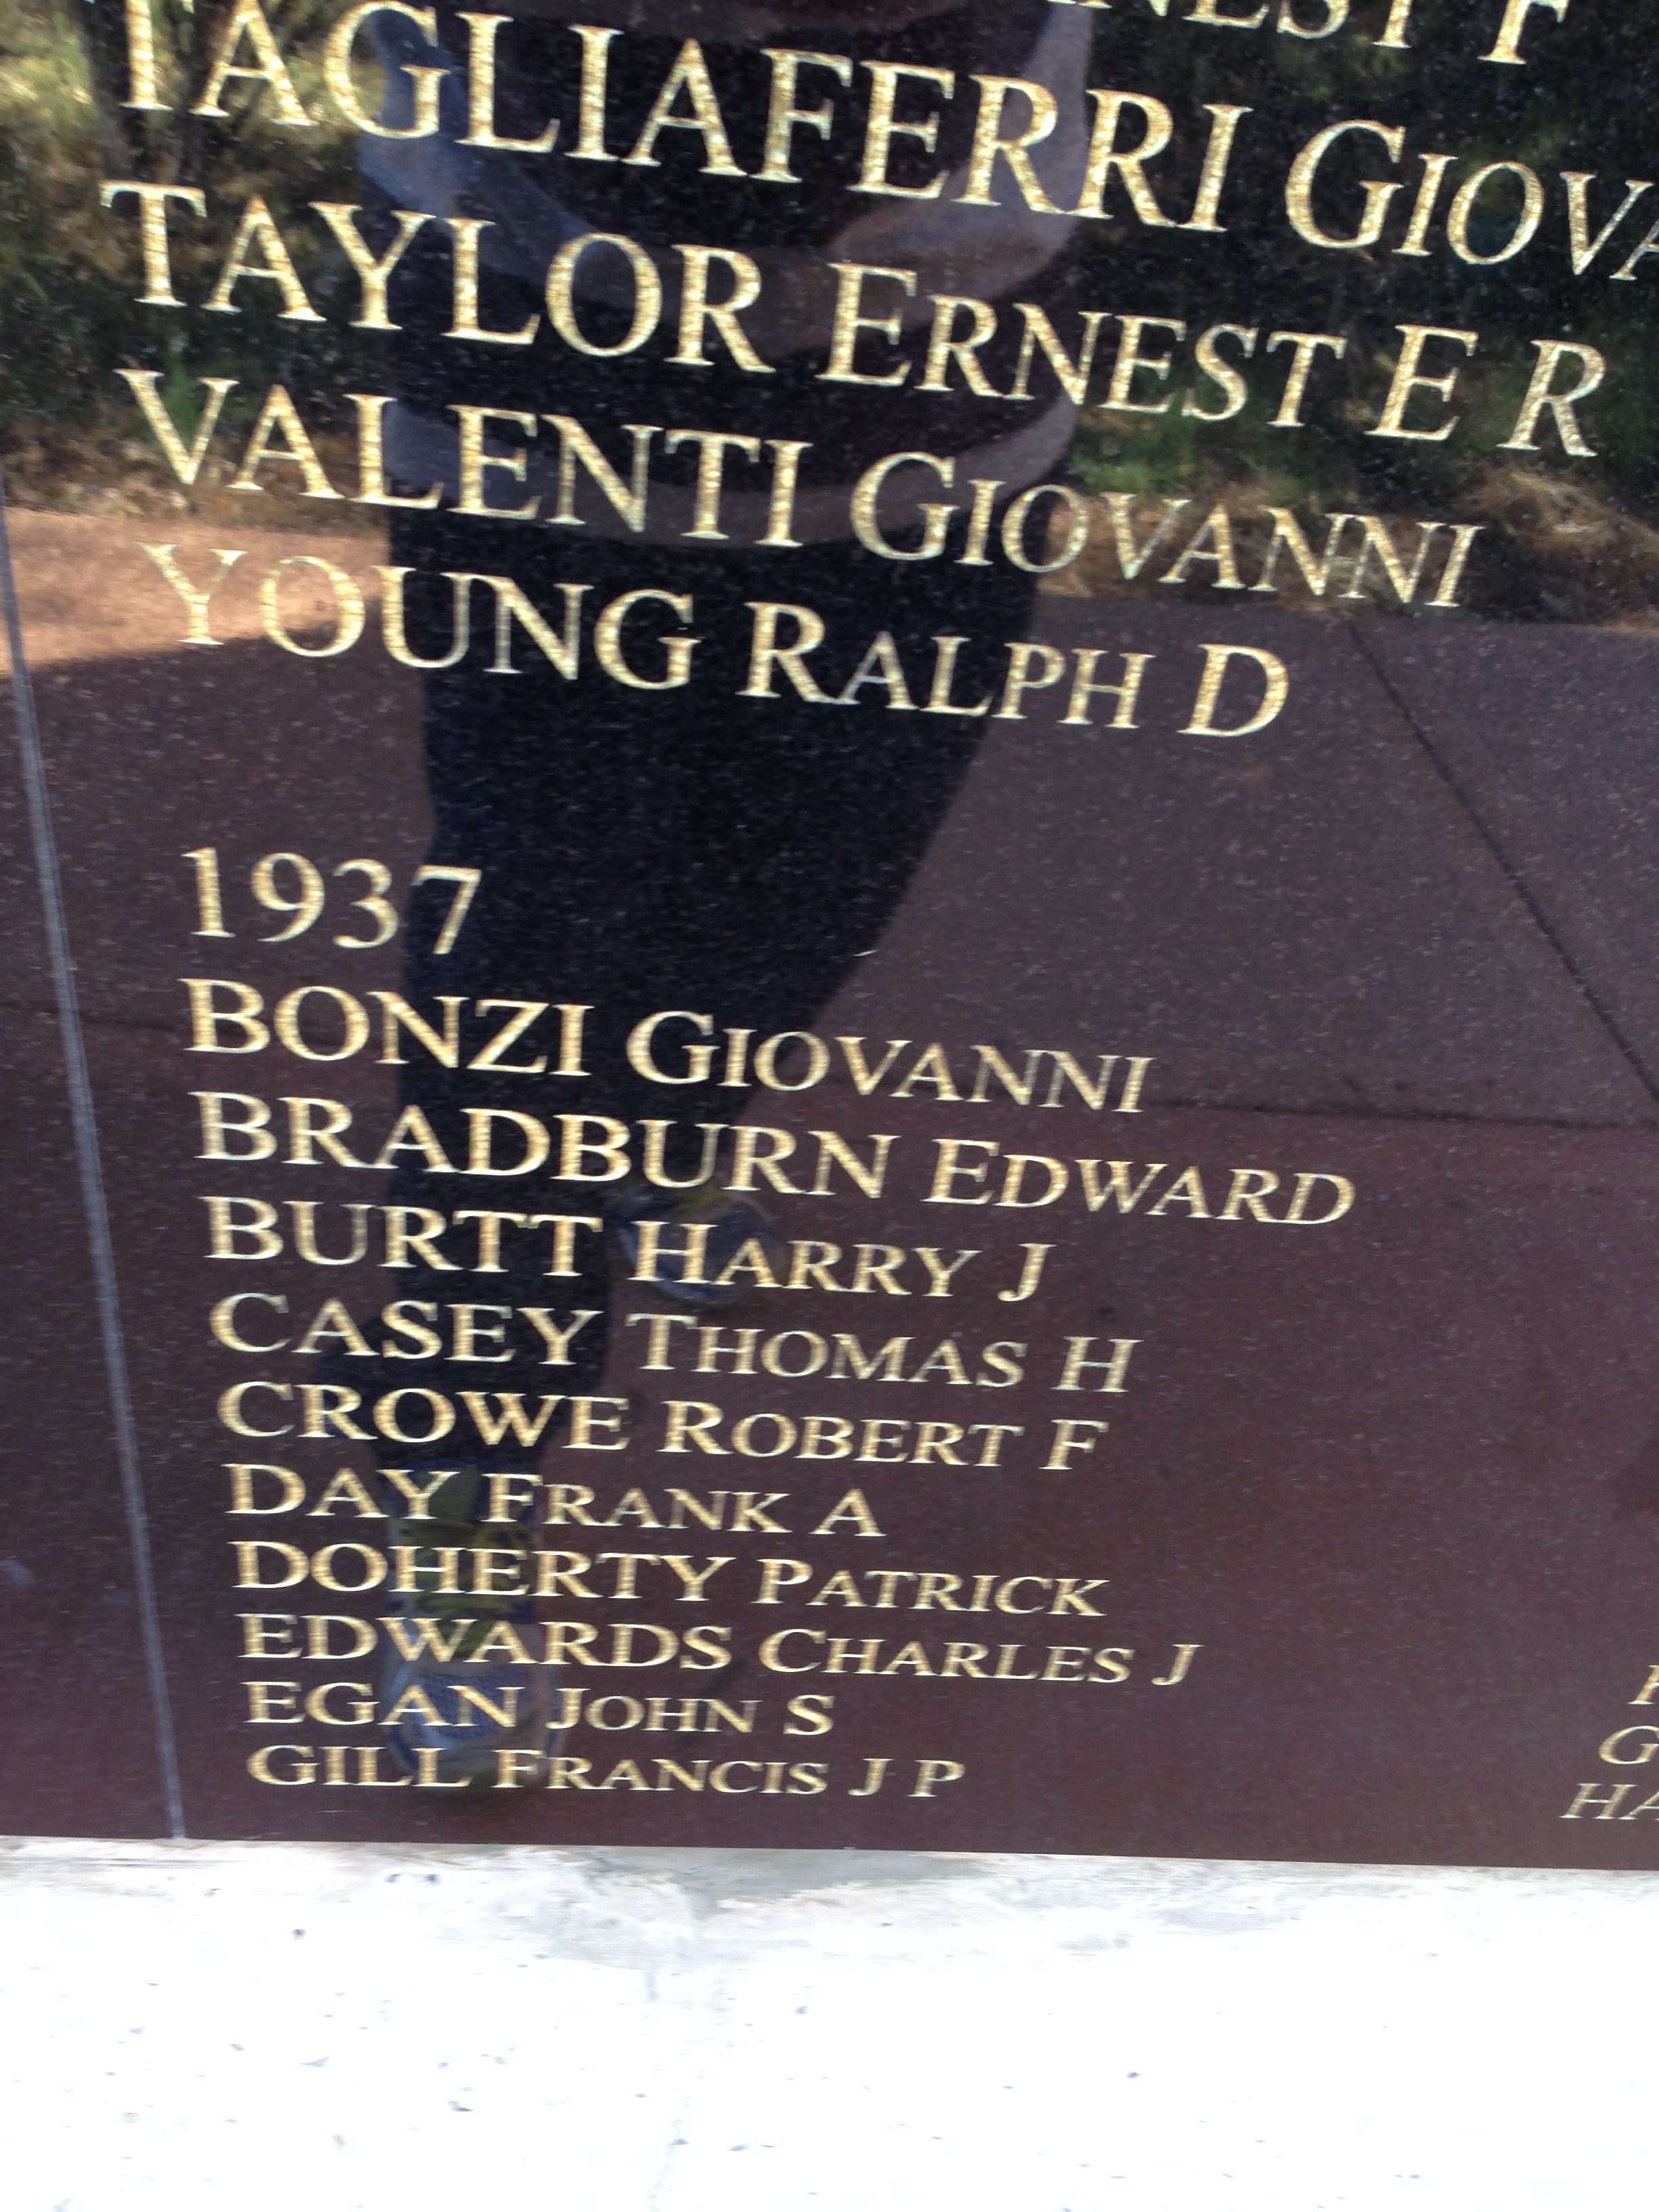 F
TAGLIAFERRI
TAYLOR ERNEST E R
VALENTI GIOVANNI
YOUNG RALPH D
1937
BONZI GIOVANNI
BRADBURN EDWARD
BURTT HARRY J
CASEY THOMAS H
CROWE ROBERT F
DAY FRANK A
DOHERTY PATRICK
EDWARDS CHARLES J
EGAN JOHN S
GILL FRANCIS J P